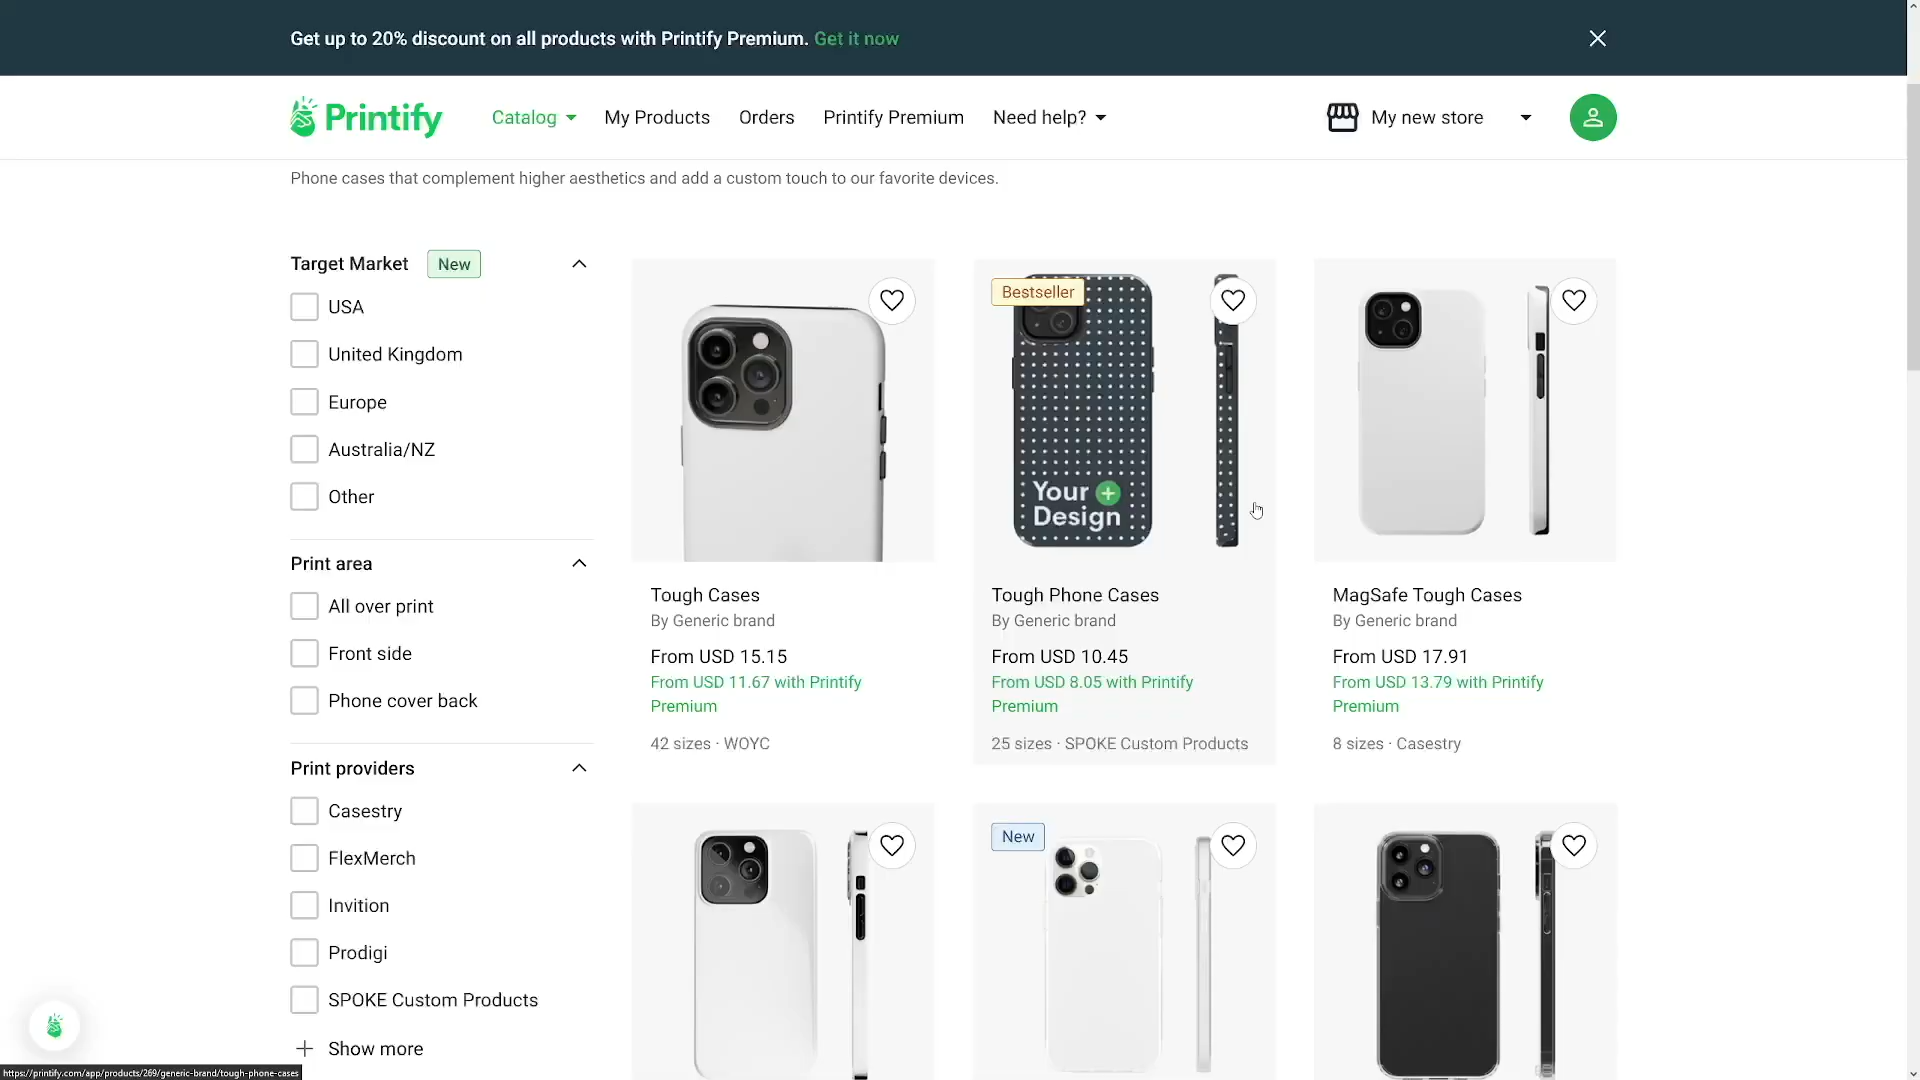 Get up to 20% discount on all products with Printify Premium. Get it now
Printify
Catalog
My Products
Orders
Printify Premium
Need help?
My new store
Phone cases that complement higher aesthetics and add a custom touch to our favorite devices.
Target Market
New
USA
United Kingdom
Europe
Australia/NZ
Other
Print area
All over print
Front side
Phone cover back
Print providers
Casestry
FlexMerch
Invition
Prodigi
SPOKE Custom Products
Show more
Tough Cases
By Generic brand
From USD 15.15
From USD 11.67 with Printify
Premium
42 sizes · WOYC
Bestseller
Your
Design
Tough Phone Cases
By Generic brand
From USD 10.45
From USD 8.05 with Printify
Premium
25 sizes · SPOKE Custom Products
MagSafe Tough Cases
By Generic brand
From USD 17.91
From USD 13.79 with Printify
Premium
8 sizes · Casestry
New
https://printify.com/app/products/269/generic-brand/tough-phone-cases